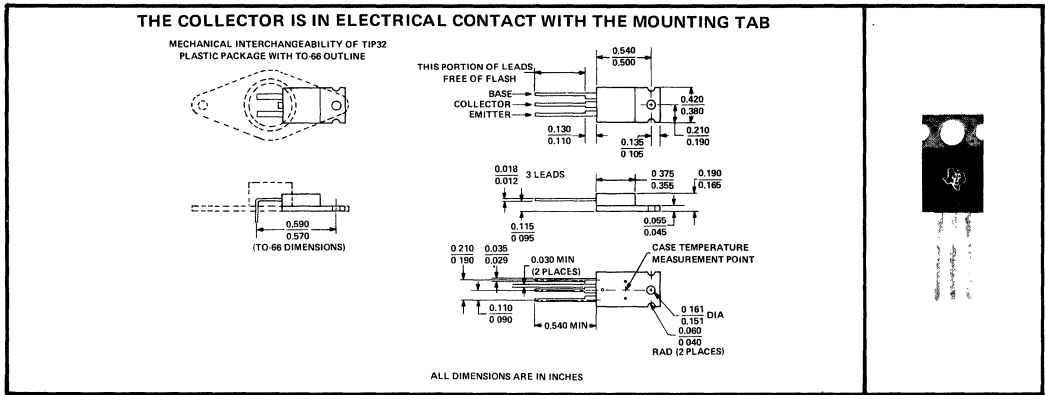 THE COLLECTOR IS IN ELECTRICAL CONTACT WITH THE MOUNTING TAB
MECHANICAL INTERCHANGEABILITY OF TIP32
PLASTIC PACKAGE WITH TO-66 OUTLINE
0.590
0.570
(TO-66 DIMENSIONS)
0.540
0.500
THIS PORTION OF LEADS
FREE OF FLASH
BASE
COLLECTOR
EMITTER
0.420
0.380
0.130
0.110
0.135
0 105
0.210
0.190
0.018
0.012
3 LEADS
0 375
0.355
0.190
0.165
0.115
0 095
0.055
0.045
0 210
0 190
0.035
0.029
0.030 MIN
(2 PLACES)
CASE TEMPERATURE
MEASUREMENT POINT
0.110
0 090
0.540 MIN
0 161
0.151
DIA
0.060
0 040
RAD (2 PLACES)
ALL DIMENSIONS ARE IN INCHES